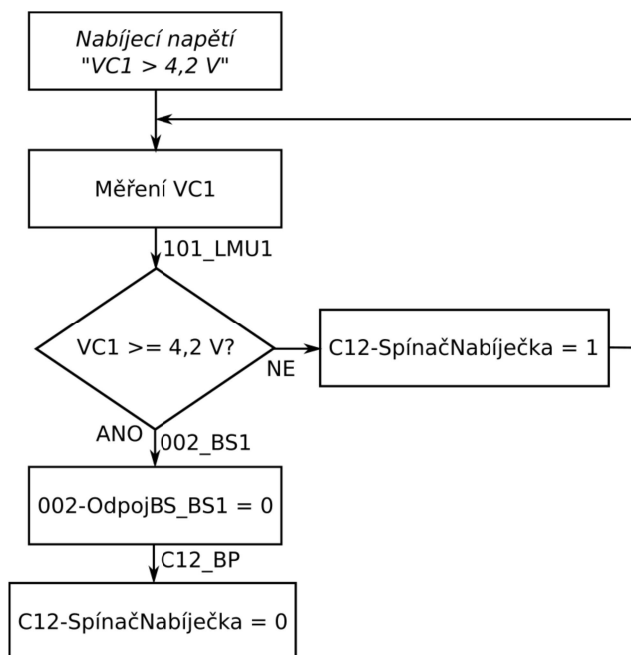 Nabíjecí napětí
"VC1 > 4,2 V"
Měření VC1
101_LMU1
VC1 >= 4,2 V?
NE
C12-SpínačNabíječka = 1
ANO
002_BS1
002-OdpojBS_BS1 = 0
C12_BP
C12-SpínačNabíječka = 0